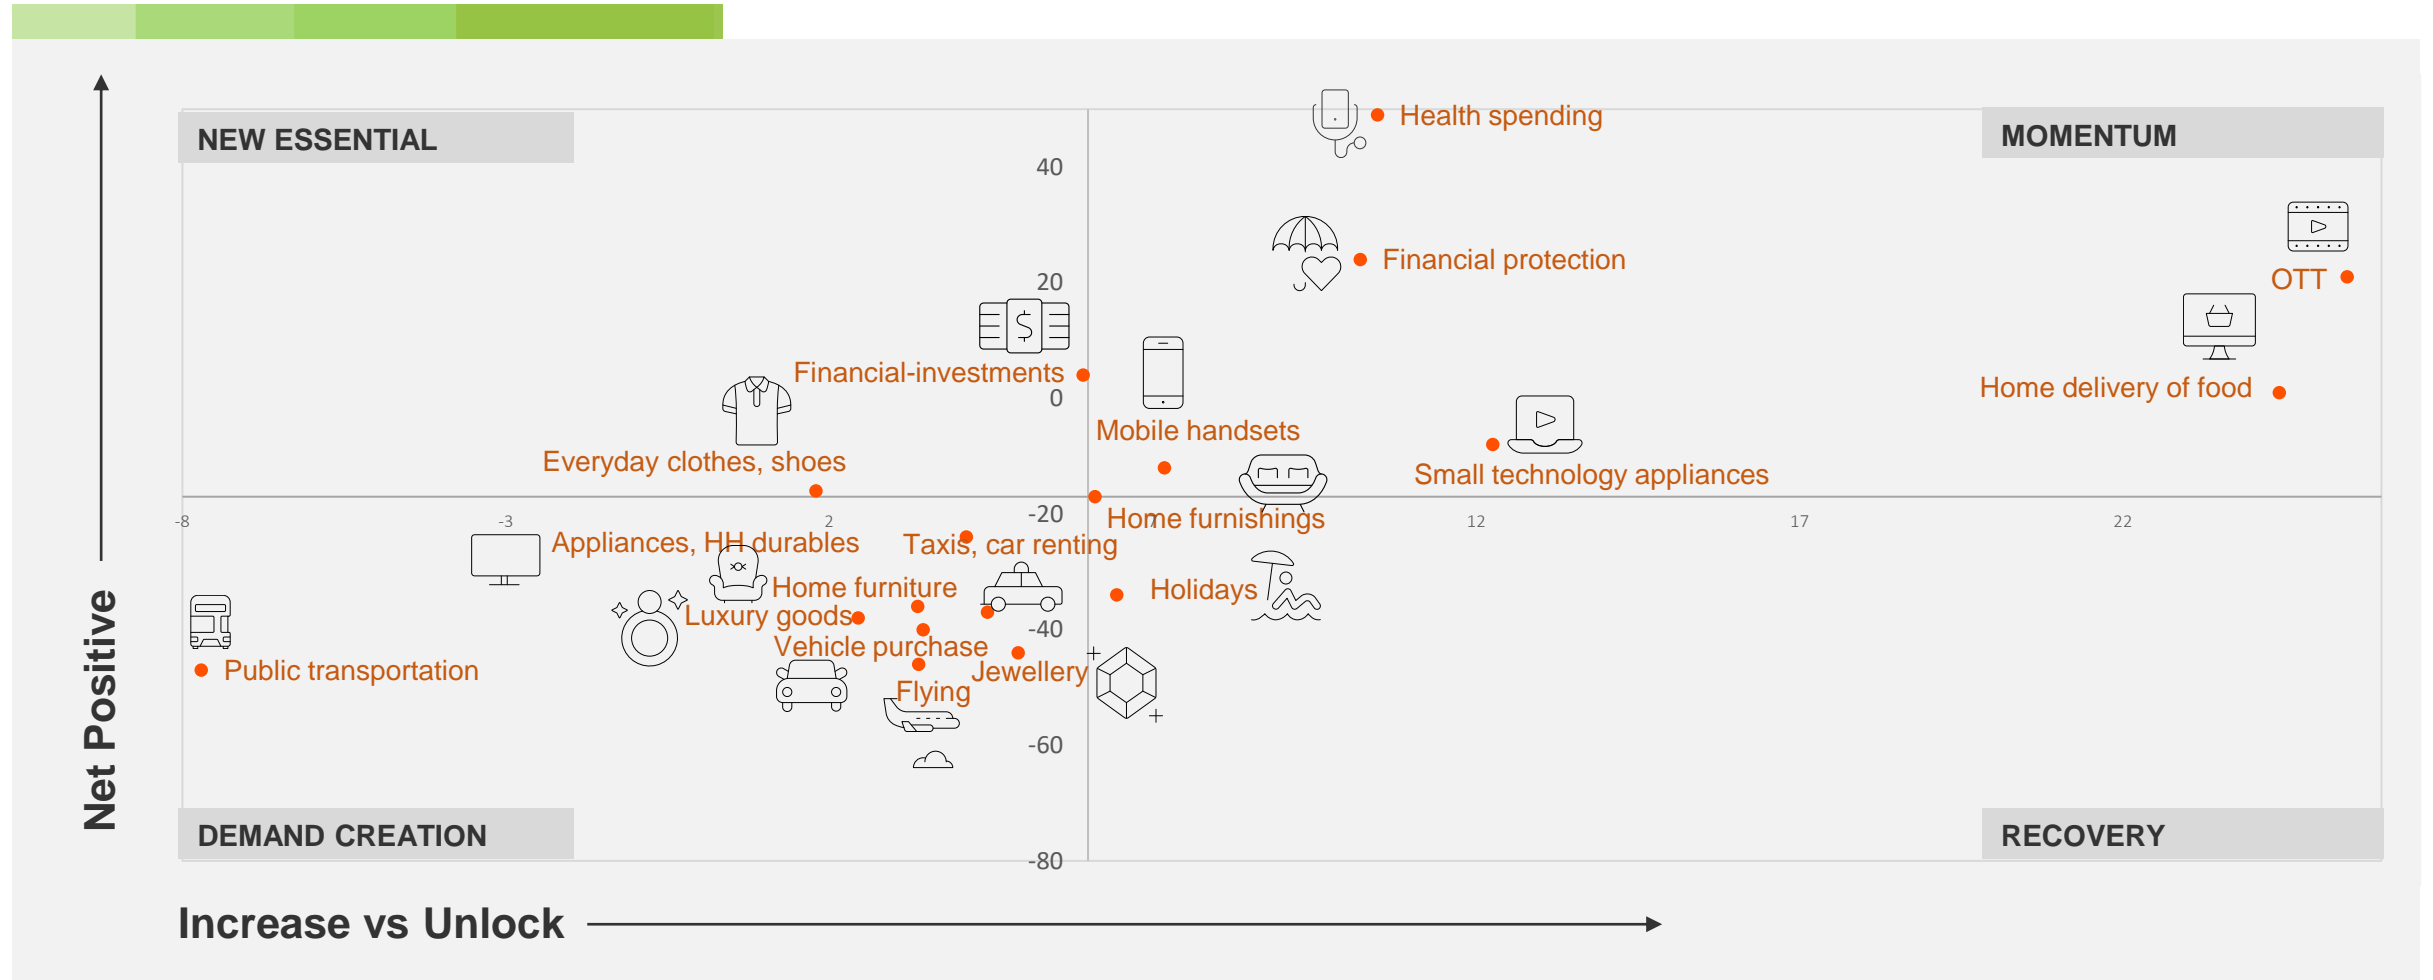 NEW ESSENTIAL
MOMENTUM
Health spending
40
Financial protection
20
OTT
Financial-investments
0
Home delivery of food
Mobile handsets
Everyday clothes, shoes
Small technology appliances
-8
-3
2
-20
7
Home furnishings
12
17
22
Appliances, HH durables
Taxis, car renting
Home furniture
Holidays
Luxury goods
-40
Vehicle purchase
Public transportation
Jewellery
Flying
-60
DEMAND CREATION
RECOVERY
-80
Net Positive
Increase vs Unlock